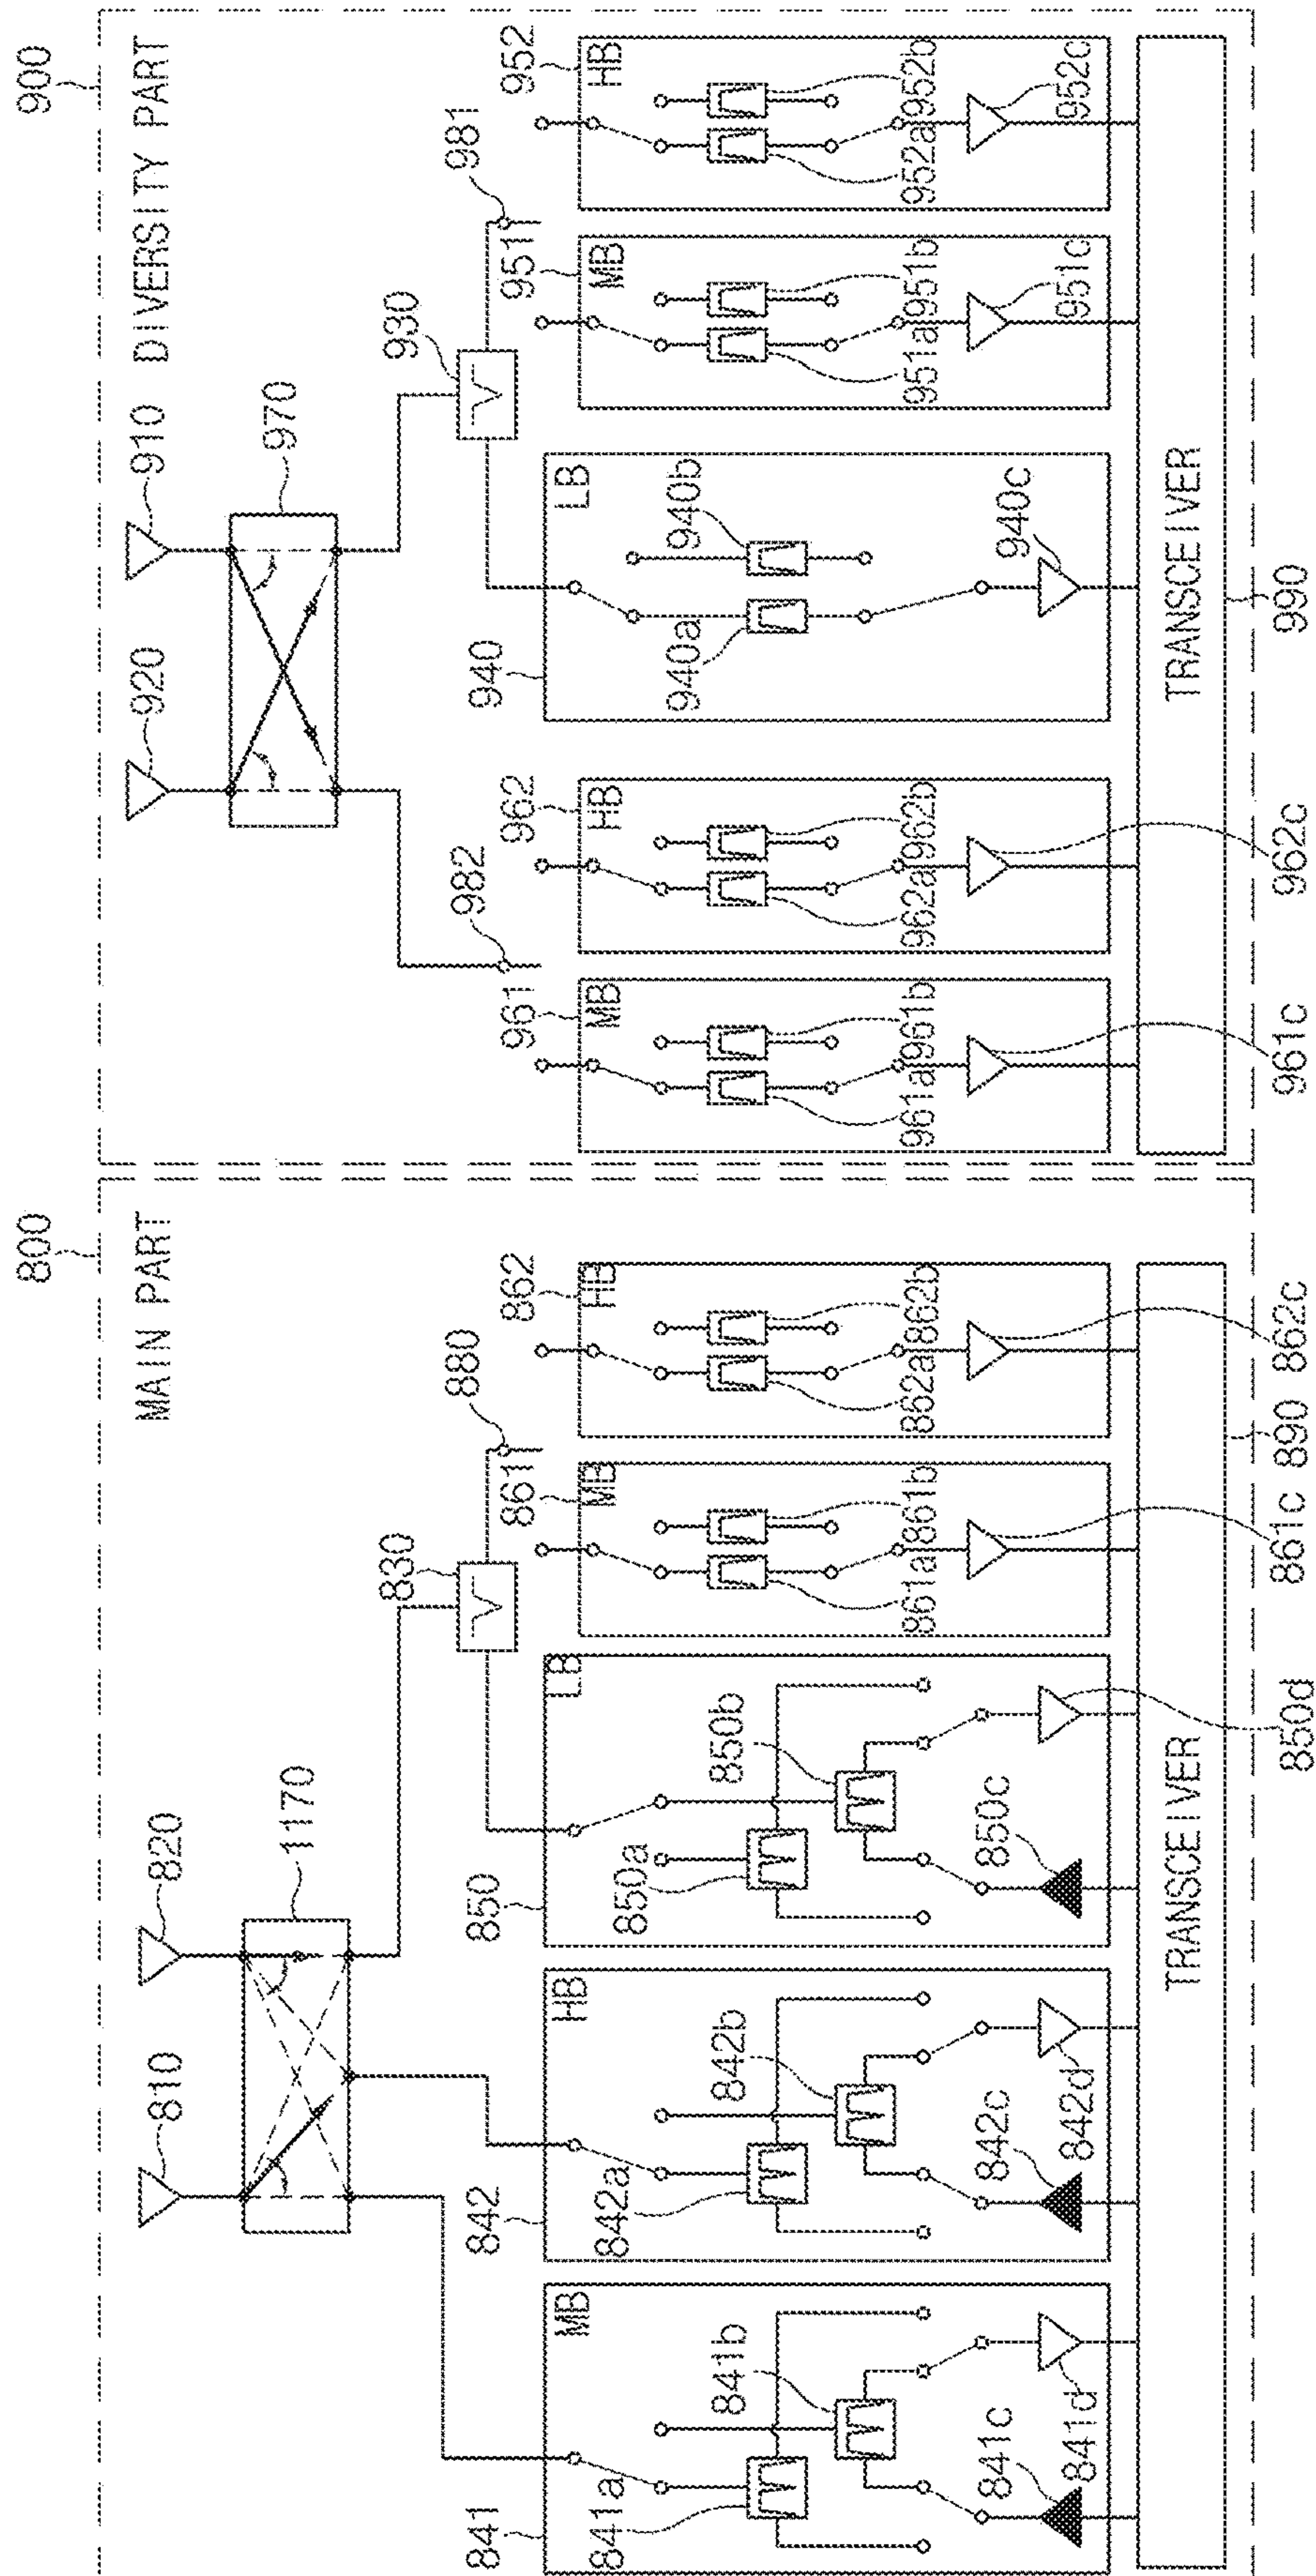 800
MAIN PART
810
820
1170
830
880
841
MB
841a
841b
841c
841d
842
HB
842a
842b
842c
842d
850
LB
850a
850b
850c
850d
861
MB
861a
861b
861c
862
HB
862a
862b
862c
TRANSCEIVER
890
900
DIVERSITY PART
920
910
970
930
982
981
961
MB
961a
961b
961c
962
HB
962a
962b
962c
940
LB
940a
940b
940c
951
MB
951a
951b
951c
952
HB
952a
952b
952c
TRANSCEIVER
990